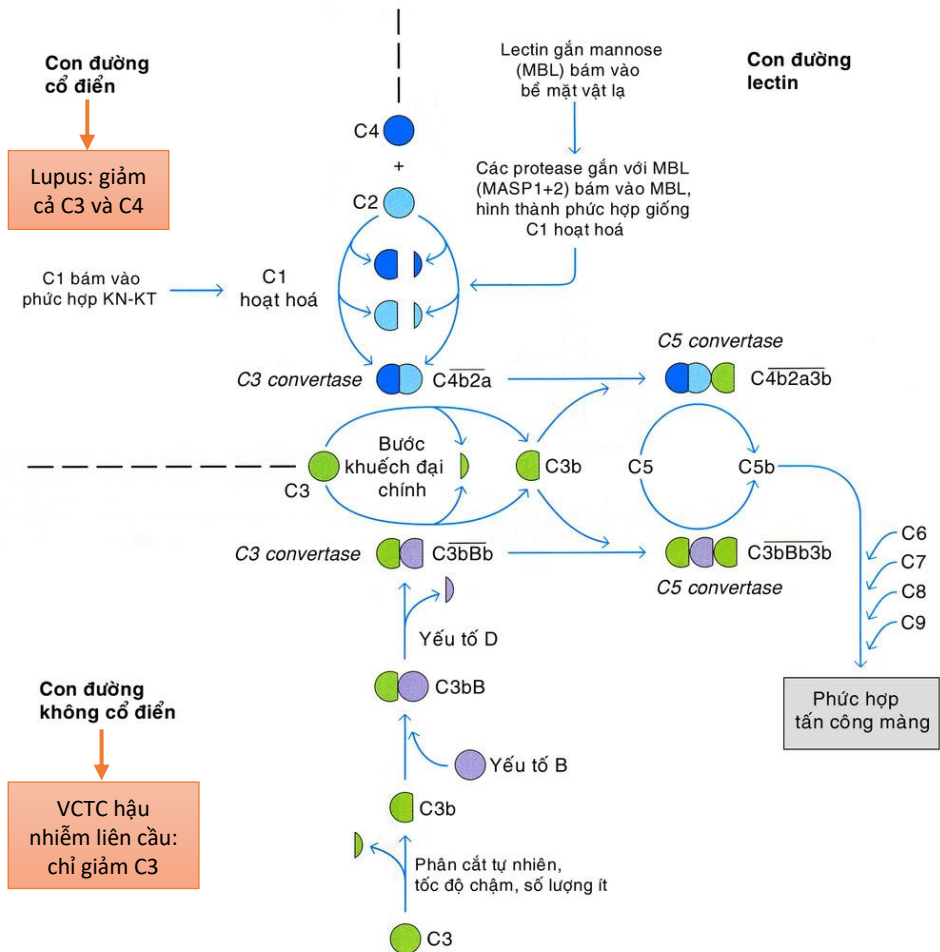 Con đường
cổ điển
Lupus: giảm
cả C3 và C4
C1 bám vào
phức hợp KN-KT
C1
hoạt hoá
C4
+
C2
Lectin gắn mannose
(MBL) bám vào
bề mặt vật lạ
Con đường
lectin
Các protease gắn với MBL
(MASP1+2) bám vào MBL,
hình thành phức hợp giống
C1 hoạt hoá
C3 convertase
C4b2a
C5 convertase
C4b2a3b
C3
Bước
khuếch đại
chính
C3b
C5
C5b
C3 convertase
C3bBb
C3bBb3b
C5 convertase
C6
C7
C8
C9
Phức hợp
tấn công màng
Yếu tố D
C3bB
Yếu tố B
C3b
Phân cắt tự nhiên,
tốc độ chậm, số lượng ít
C3
Con đường
không cổ điển
VCTC hậu
nhiễm liên cầu:
chỉ giảm C3